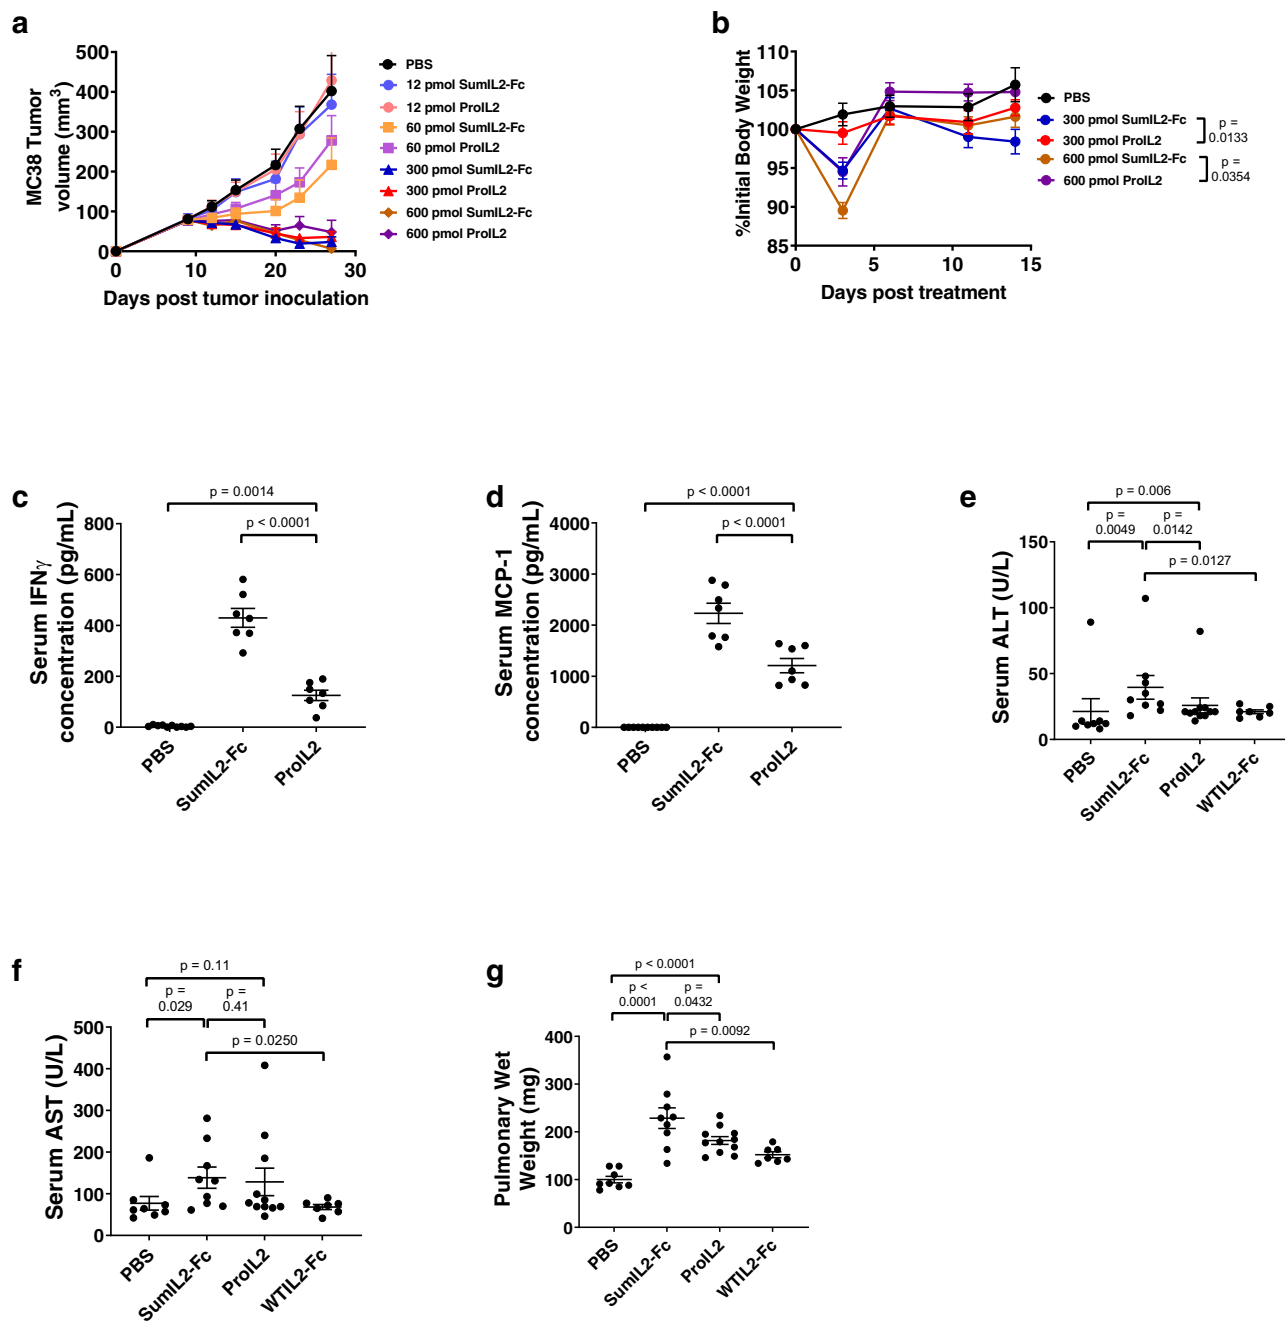 a
500
400
300
200
100
0
0
10
20
30
MC38 Tumor
volume (mm3)
Days post tumor inoculation
PBS
12 pmol SumIL2-Fc
12 pmol ProIL2
60 pmol SumIL2-Fc
60 pmol ProIL2
300 pmol SumIL2-Fc
300 pmol ProIL2
600 pmol SumIL2-Fc
600 pmol ProIL2
b
110
105
100
95
90
85
0
5
10
15
%Initial Body Weight
Days post treatment
PBS
300 pmol SumIL2-Fc
300 pmol ProIL2
600 pmol SumIL2-Fc
600 pmol ProIL2
p =
0.0133
p =
0.0354
c
p = 0.0014
p < 0.0001
800
600
400
200
0
Serum IFNγ
concentration (pg/mL)
PBS
SumIL2-Fc
ProIL2
d
p < 0.0001
p < 0.0001
4000
3000
2000
1000
0
Serum MCP-1
concentration (pg/mL)
PBS
SumIL2-Fc
ProIL2
e
p = 0.006
p =
0.0049
p =
0.0142
p = 0.0127
150
100
50
0
Serum ALT (U/L)
PBS
SumIL2-Fc
ProIL2
WTIL2-Fc
f
p = 0.11
p =
0.029
p =
0.41
p = 0.0250
500
400
300
200
100
0
Serum AST (U/L)
PBS
SumIL2-Fc
ProIL2
WTIL2-Fc
g
p < 0.0001
p <
0.0001
p =
0.0432
p = 0.0092
400
300
200
100
0
Pulmonary Wet
Weight (mg)
PBS
SumIL2-Fc
ProIL2
WTIL2-Fc